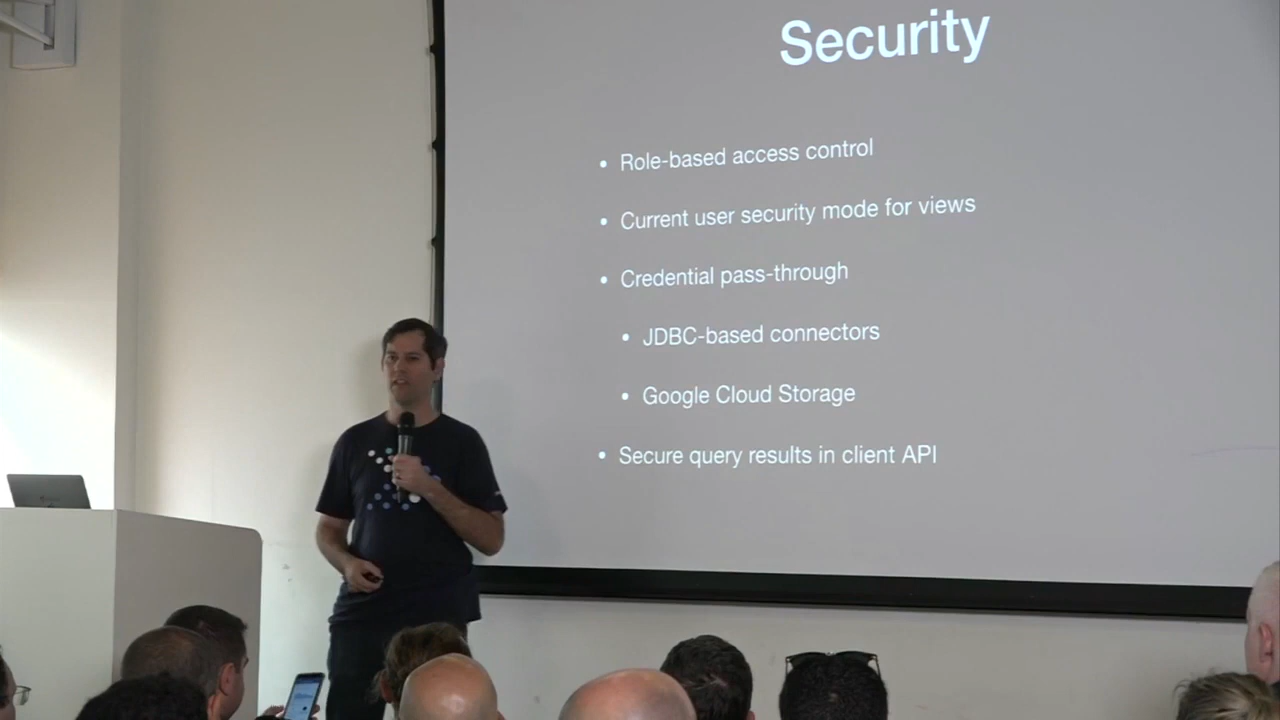 Security
• Role-based access control
• Current user security mode for views
• Credential pass-through
• JDBC-based connectors
• Google Cloud Storage
• Secure query results in client API